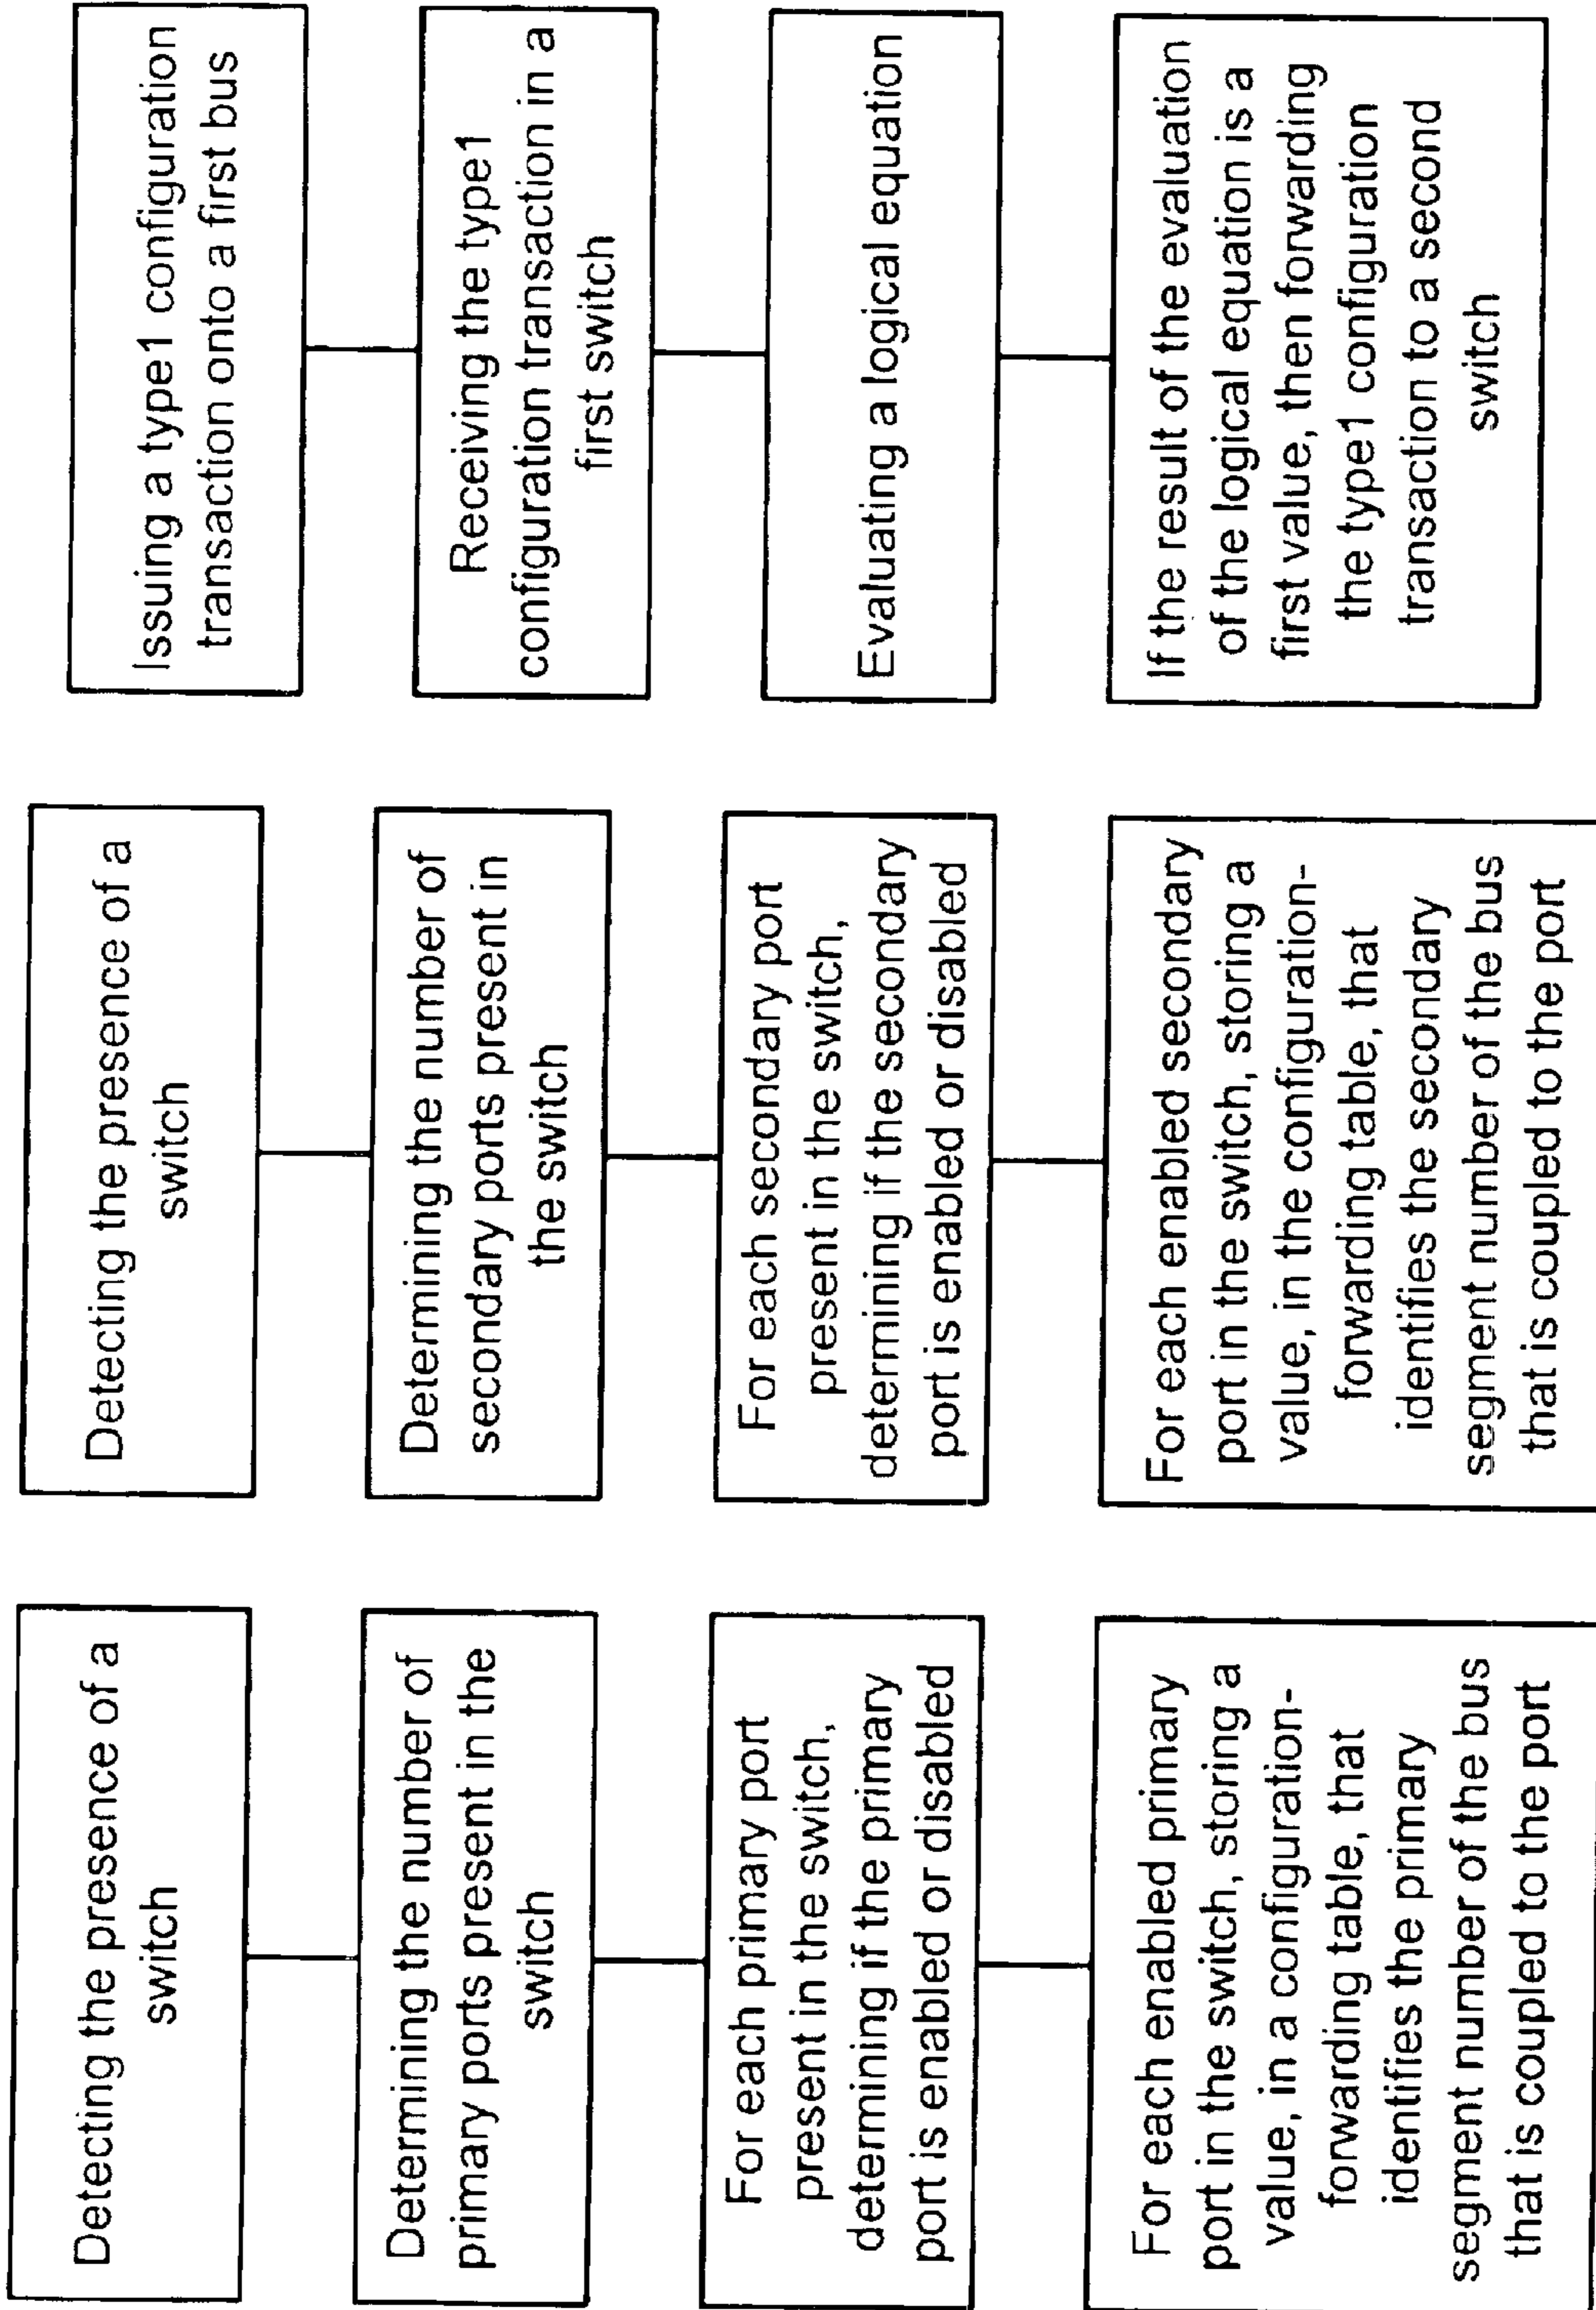 Detecting the presence of a
switch
Determining the number of
primary ports present in the
switch
For each primary port
present in the switch,
determining if the primary
port is enabled or disabled
For each enabled primary
port in the switch, storing a
value, in a configuration-
forwarding table, that
identifies the primary
segment number of the bus
that is coupled to the port
Detecting the presence of a
switch
Determining the number of
secondary ports present in
the switch
For each secondary port
present in the switch,
determining if the secondary
port is enabled or disabled
For each enabled secondary
port in the switch, storing a
value, in the configuration-
forwarding table, that
identifies the secondary
segment number of the bus
that is coupled to the port
Issuing a type1 configuration
transaction onto a first bus
Receiving the type1
configuration transaction in a
first switch
Evaluating a logical equation
If the result of the evaluation
of the logical equation is a
first value, then forwarding
the type1 configuration
transaction to a second
switch